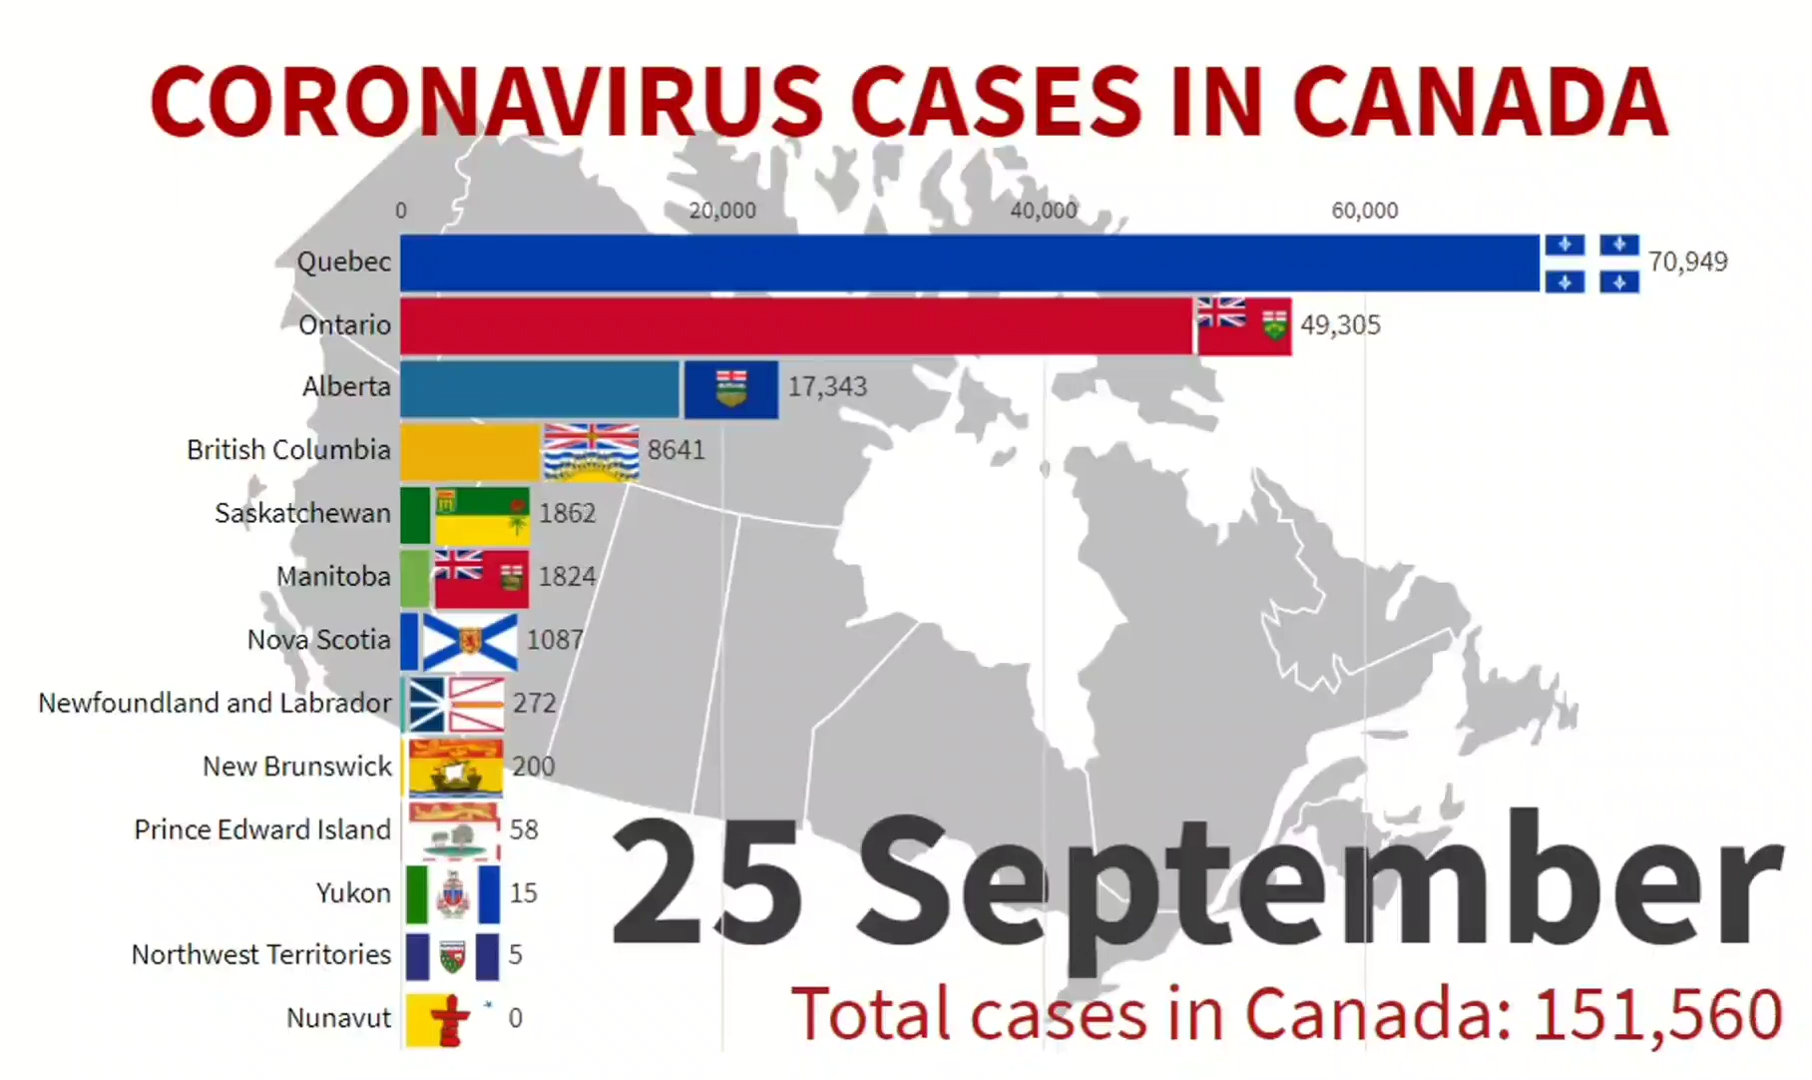 CORONAVIRUS CASES IN CANADA
0 20,000 40,000 60,000
Quebec 70,949
Ontario 49,305
Alberta 17,343
British Columbia 8641
Saskatchewan 1862
Manitoba 1824
Nova Scotia 1087
Newfoundland and Labrador 272
New Brunswick 200
Prince Edward Island 58
Yukon 15
Northwest Territories 5
Nunavut 0
25 September
Total cases in Canada: 151,560